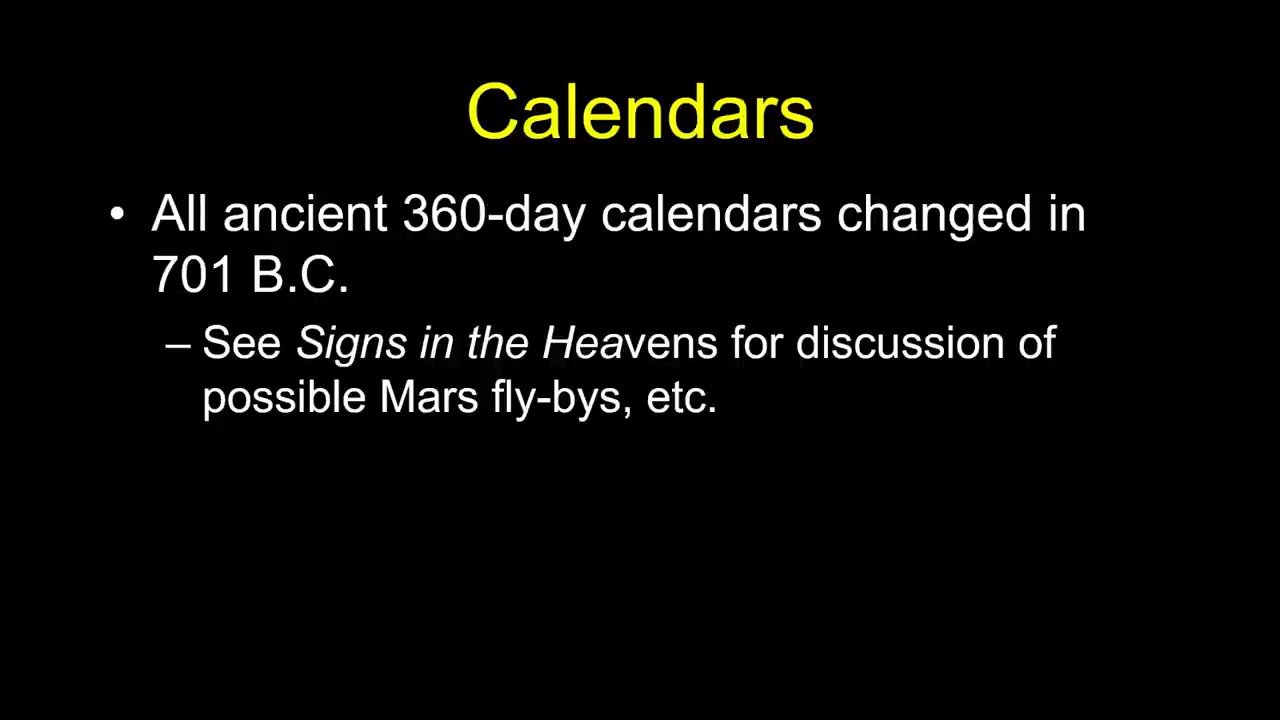 Calendars
• All ancient 360-day calendars changed in
701 B.C.
– See Signs in the Heavens for discussion of
possible Mars fly-bys, etc.